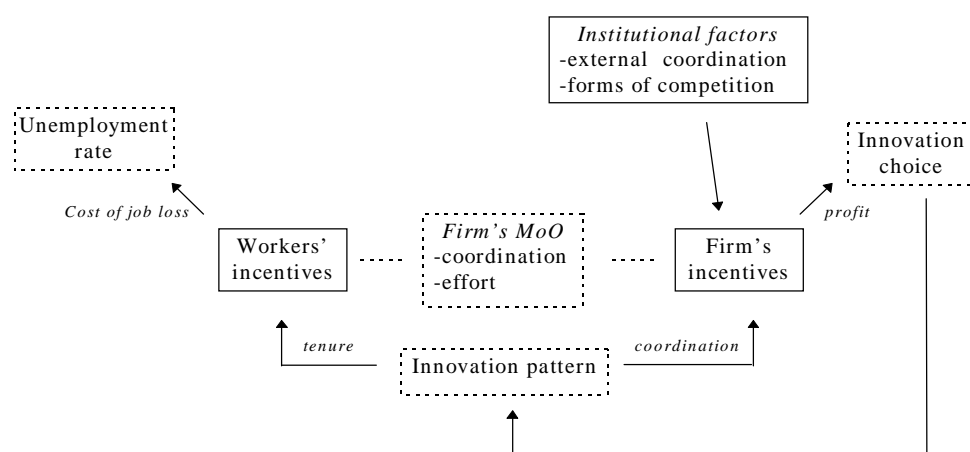 Institutional factors
-external coordination
-forms of competition
Unemployment
rate
Innovation
choice
Cost of job loss
profit
Workers’
incentives
Firm's MoO
-coordination
-effort
Firm’s
incentives
tenure
coordination
Innovation pattern